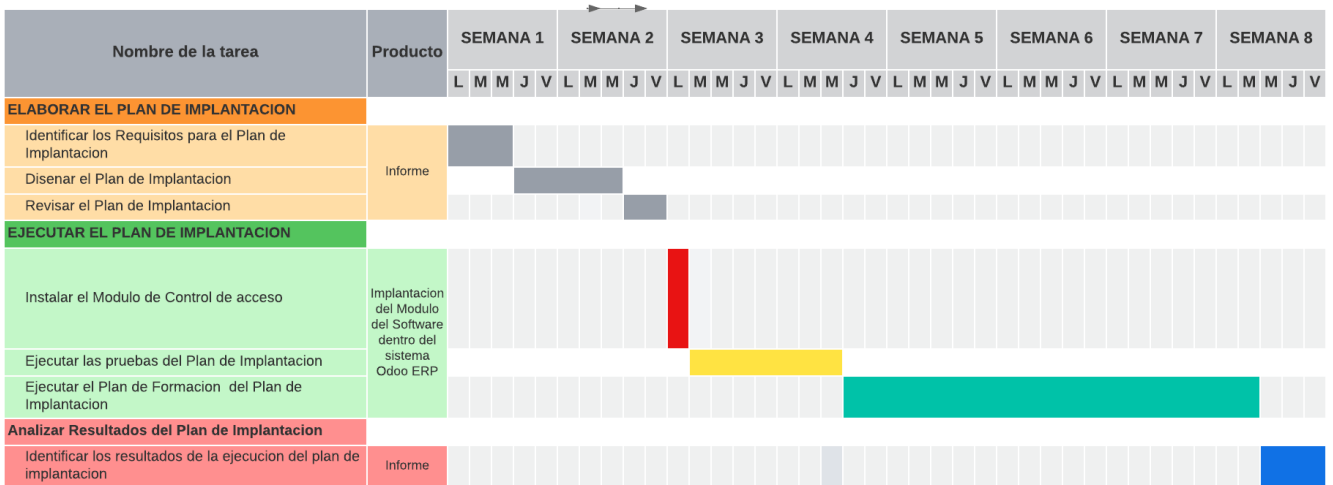 Nombre de la tarea
Producto
SEMANA 1
SEMANA 2
SEMANA 3
SEMANA 4
SEMANA 5
SEMANA 6
SEMANA 7
SEMANA 8
L M M J V L M M J V L M M J V L M M J V L M M J V L M M J V L M M J V L M M J V
ELABORAR EL PLAN DE IMPLANTACION
Identificar los Requisitos para el Plan de
Implantacion
Informe
Disenar el Plan de Implantacion
Revisar el Plan de Implantacion
EJECUTAR EL PLAN DE IMPLANTACION
Instalar el Modulo de Control de acceso
Implantacion
del Modulo
del Software
dentro del
sistema
Odoo ERP
Ejecutar las pruebas del Plan de Implantacion
Ejecutar el Plan de Formacion  del Plan de
Implantacion
Analizar Resultados del Plan de Implantacion
Identificar los resultados de la ejecucion del plan de
implantacion
Informe